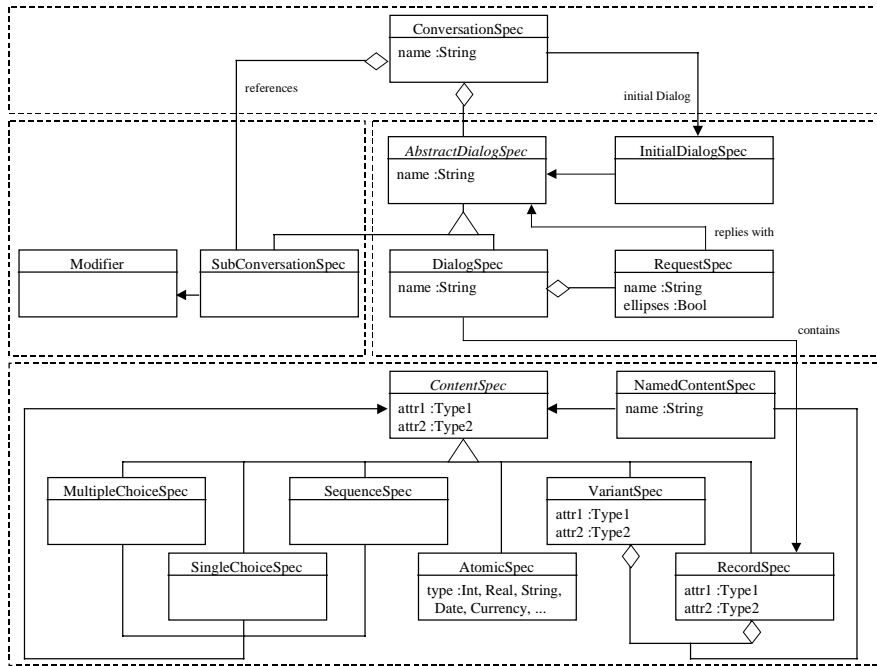 ConversationSpec
name :String
references
initial Dialog
AbstractDialogSpec
name :String
InitialDialogSpec
replies with
Modifier
SubConversationSpec
DialogSpec
name :String
RequestSpec
name :String
ellipses :Bool
contains
ContentSpec
attr1 :Type1
attr2 :Type2
NamedContentSpec
name :String
MultipleChoiceSpec
SequenceSpec
VariantSpec
attr1 :Type1
attr2 :Type2
SingleChoiceSpec
AtomicSpec
type :Int, Real, String,
Date, Currency, ...
RecordSpec
attr1 :Type1
attr2 :Type2